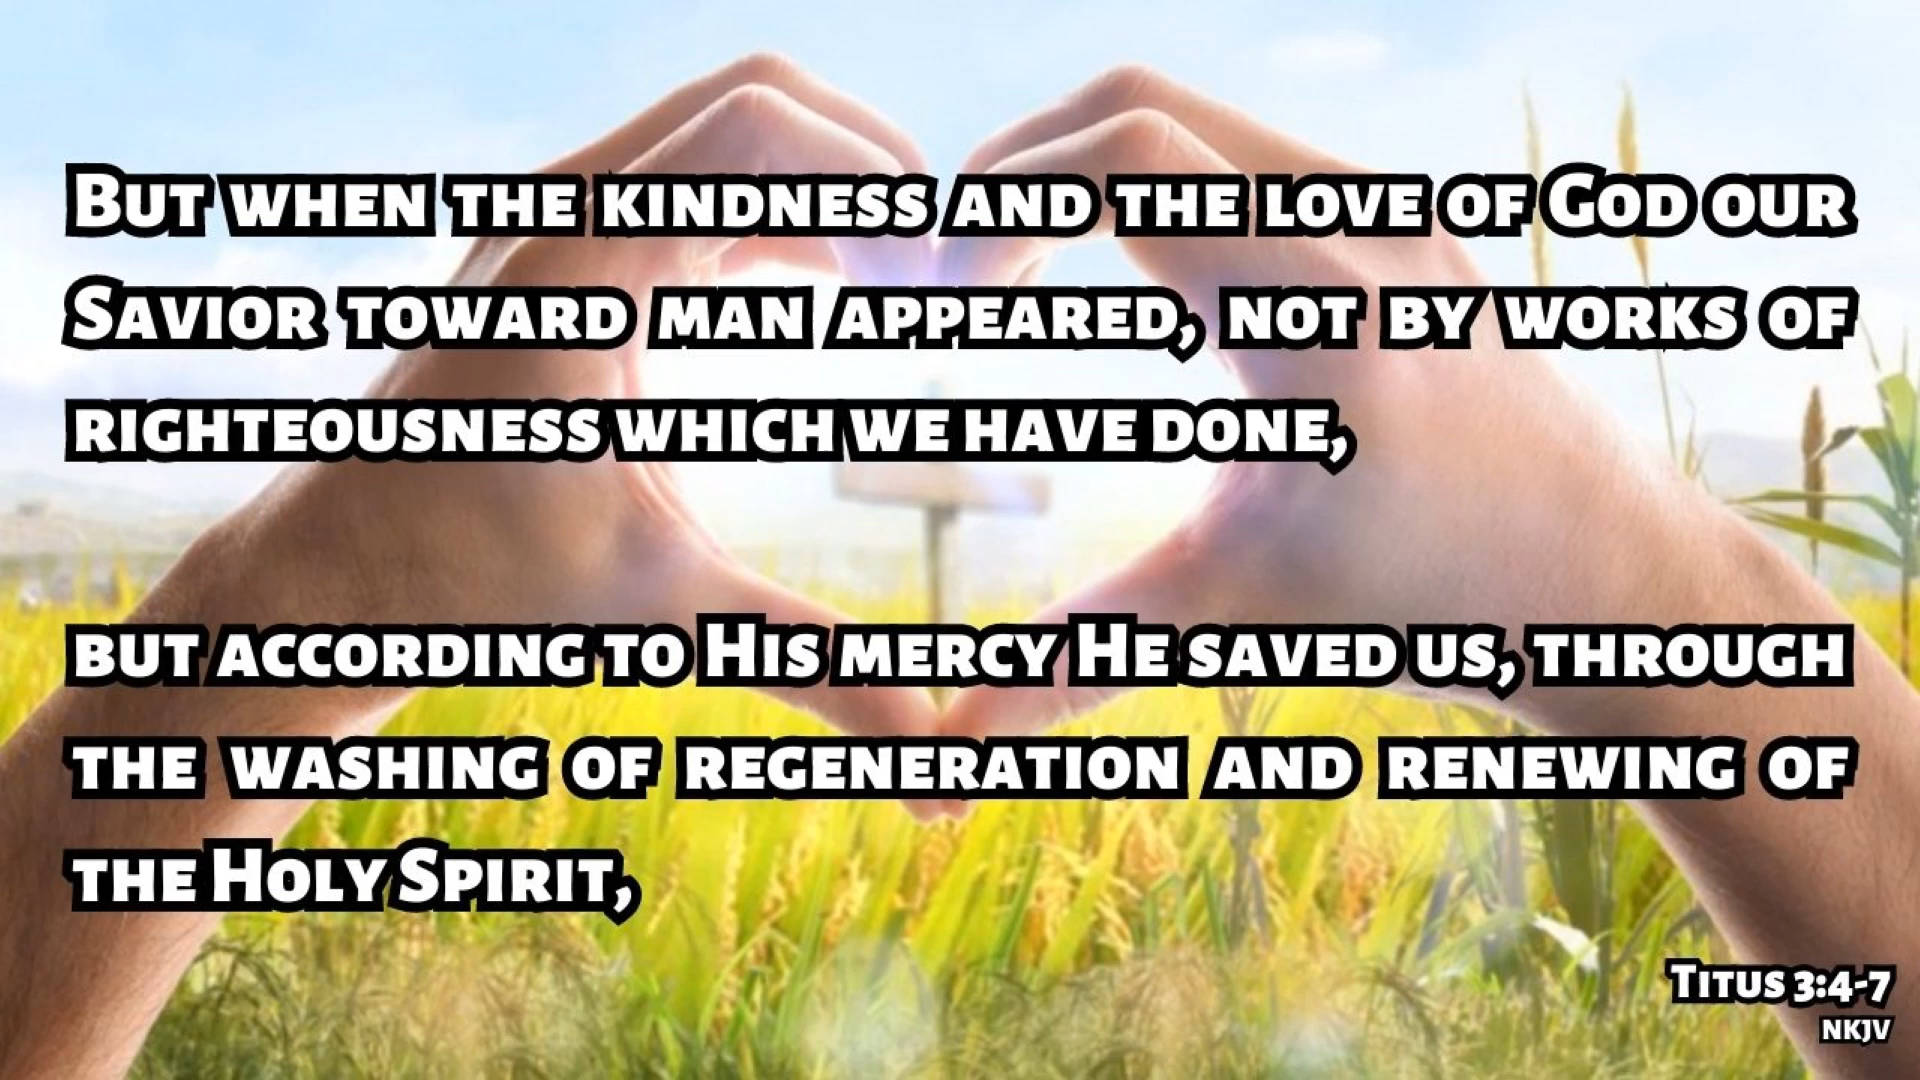 But when the kindness and the love of God our
Savior toward man appeared, not by works of
righteousness which we have done,
but according to His mercy He saved us, through
the washing of regeneration and renewing of
the Holy Spirit,
Titus 3:4-7
NKJV